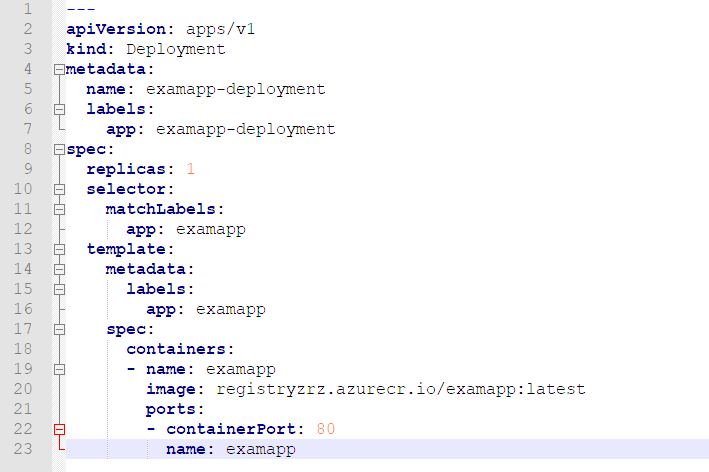 1 ---
2 apiVersion: apps/v1
3 kind: Deployment
4 metadata:
5   name: examapp-deployment
6   labels:
7     app: examapp-deployment
8 spec:
9   replicas: 1
10   selector:
11     matchLabels:
12       app: examapp
13   template:
14     metadata:
15       labels:
16         app: examapp
17     spec:
18       containers:
19       - name: examapp
20         image: registryzrz.azurecr.io/examapp:latest
21         ports:
22         - containerPort: 80
23           name: examapp